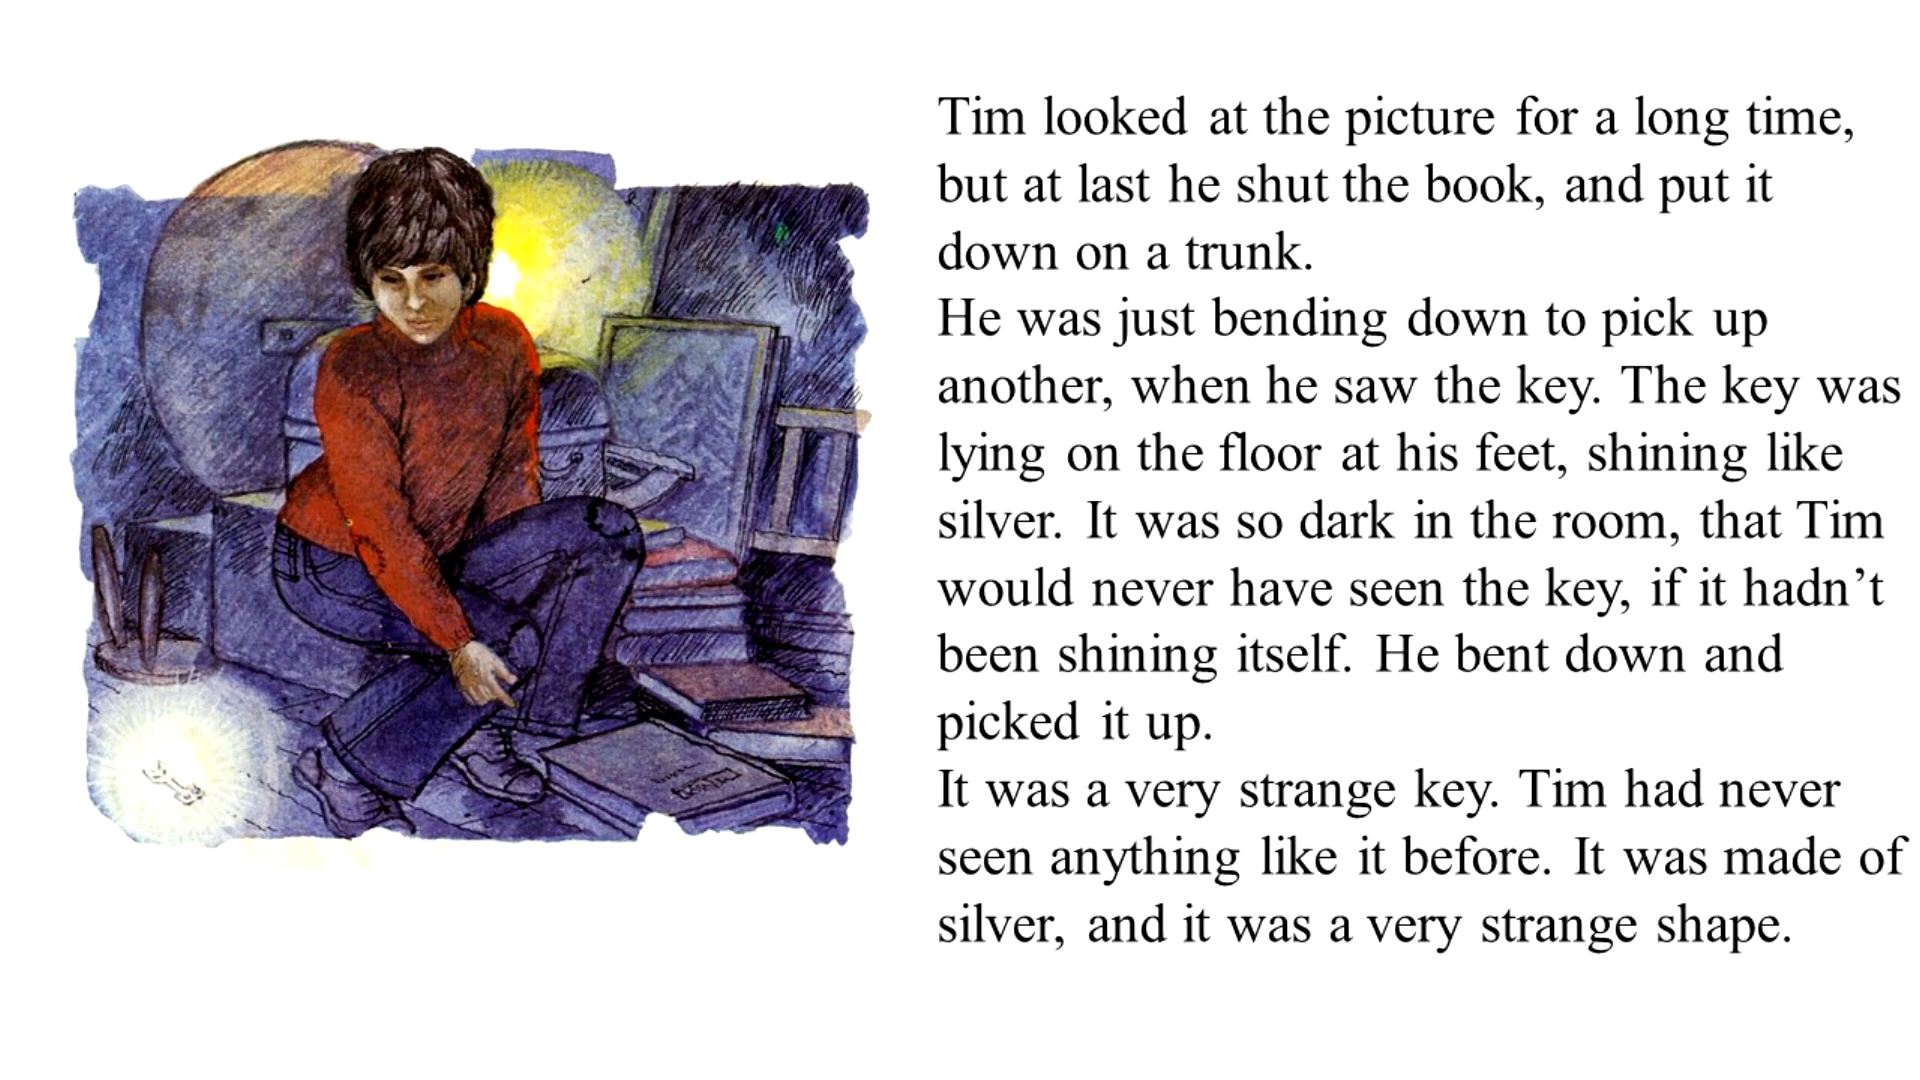 Tim looked at the picture for a long time,
but at last he shut the book, and put it
down on a trunk.
He was just bending down to pick up
another, when he saw the key. The key was
lying on the floor at his feet, shining like
silver. It was so dark in the room, that Tim
would never have seen the key, if it hadn’t
been shining itself. He bent down and
picked it up.
It was a very strange key. Tim had never
seen anything like it before. It was made of
silver, and it was a very strange shape.